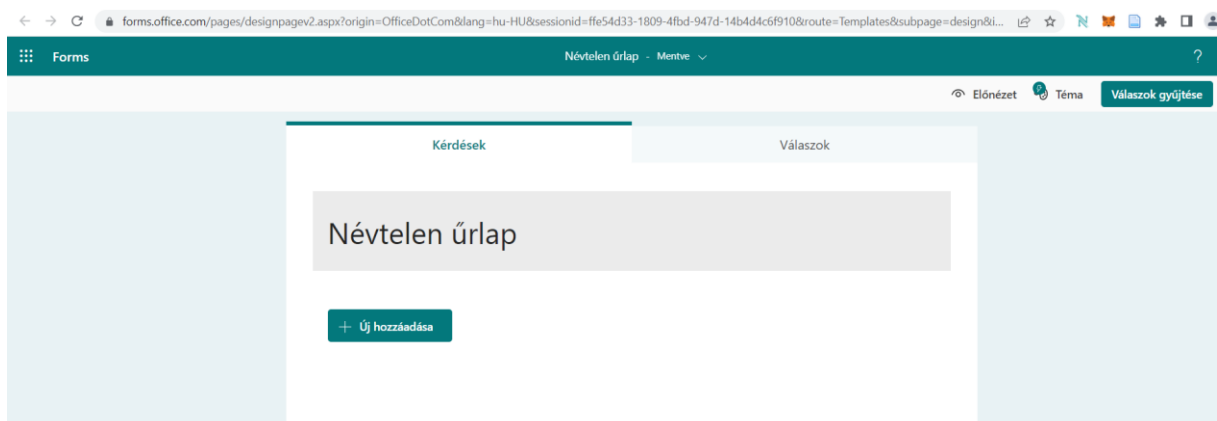 forms.office.com/pages/designpagev2.aspx?origin=OfficeDotCom&lang=hu-HU&sessionid=ffe54d33-1809-4fbd-947d-14b4d4c6f910&route=Templates&subpage=design&i...
Forms
Névtelen űrlap - Mentve
?
Előnézet
Téma
Válaszok gyűjtése
Kérdések
Válaszok
Névtelen űrlap
+ Új hozzáadása